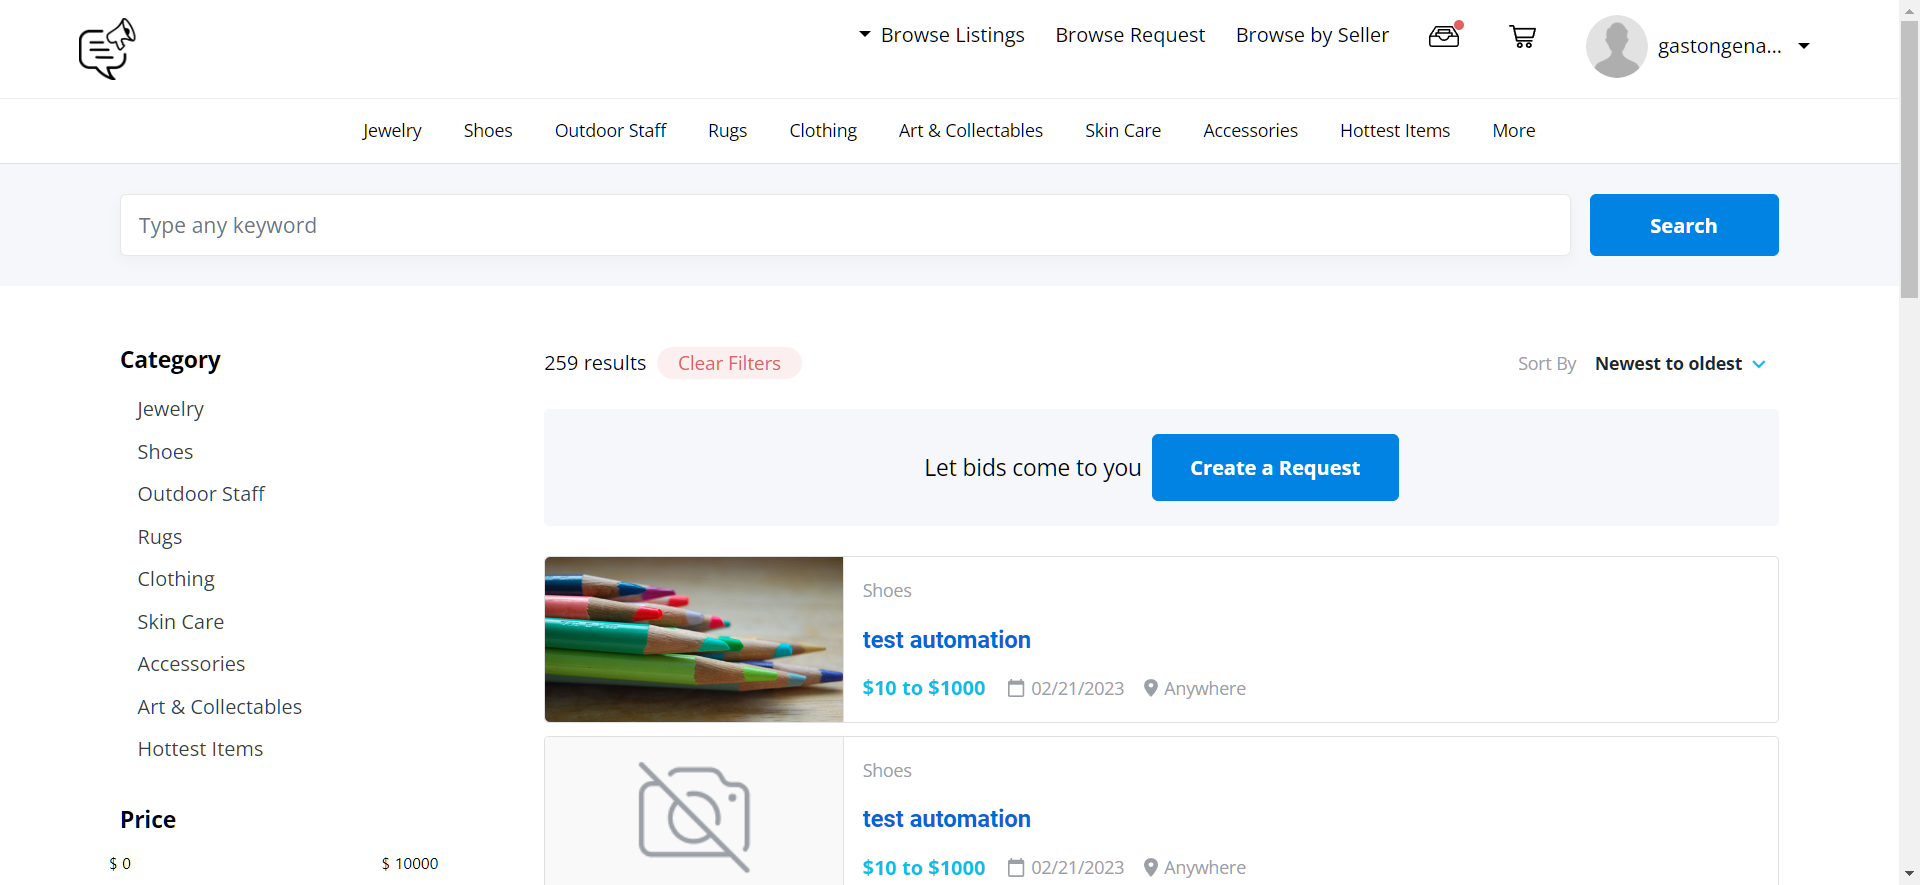 Browse Listings Browse Request Browse by Seller gastongena...
Jewelry Shoes Outdoor Staff Rugs Clothing Art & Collectables Skin Care Accessories Hottest Items More
Type any keyword Search
Category
Jewelry
Shoes
Outdoor Staff
Rugs
Clothing
Skin Care
Accessories
Art & Collectables
Hottest Items
Price
$ 0 $ 10000
259 results Clear Filters Sort By Newest to oldest
Let bids come to you Create a Request
Shoes
test automation
$10 to $1000 02/21/2023 Anywhere
Shoes
test automation
$10 to $1000 02/21/2023 Anywhere